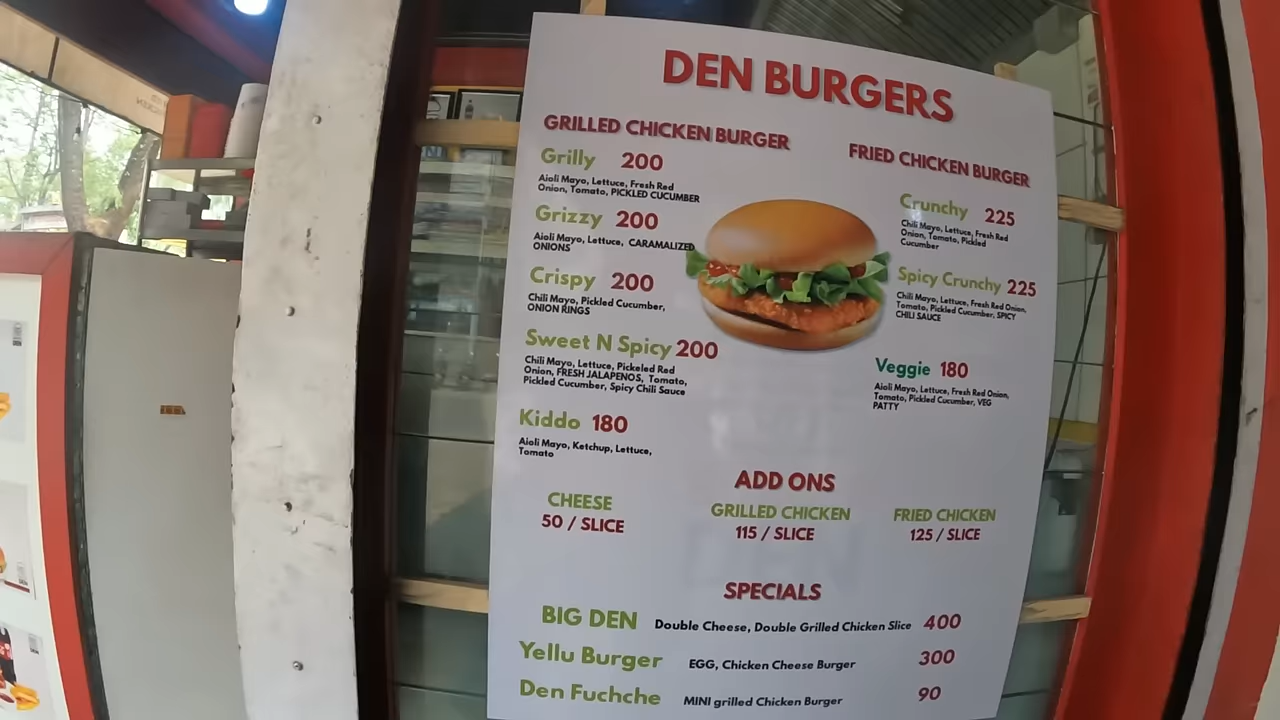 DEN BURGERS
GRILLED CHICKEN BURGER
Grilly 200
Aioli Mayo, Lettuce, Fresh Red
Onion, Tomato, PICKLED CUCUMBER
Grizzy 200
Aioli Mayo, Lettuce, CARAMALIZED
ONIONS
Crispy 200
Chili Mayo, Pickled Cucumber,
ONION RINGS
Sweet N Spicy 200
Chili Mayo, Lettuce, Pickeled Red
Onion, FRESH JALAPENOS, Tomato,
Pickled Cucumber, Spicy Chili Sauce
Kiddo 180
Aioli Mayo, Ketchup, Lettuce,
Tomato
FRIED CHICKEN BURGER
Crunchy 225
Chili Mayo, Lettuce, Fresh Red
Onion, Tomato, Pickled
Cucumber
Spicy Crunchy 225
Chili Mayo, Lettuce, Fresh Red Onion,
Tomato, Pickled Cucumber, SPICY
CHILI SAUCE
Veggie 180
Aioli Mayo, Lettuce, Fresh Red Onion,
Tomato, Pickled Cucumber, VEG
PATTY
ADD ONS
CHEESE
50 / SLICE
GRILLED CHICKEN
115 / SLICE
FRIED CHICKEN
125 / SLICE
SPECIALS
BIG DEN Double Cheese, Double Grilled Chicken Slice 400
Yellu Burger EGG, Chicken Cheese Burger 300
Den Fuchche MINI grilled Chicken Burger 90